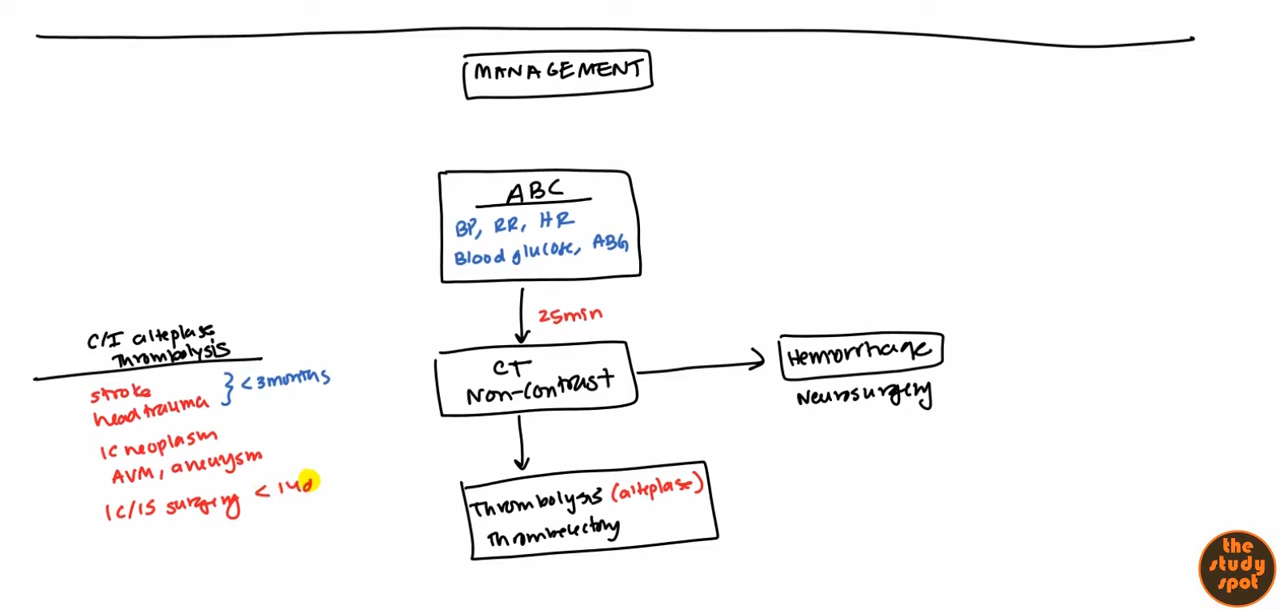 MANAGEMENT
ABC
BP, RR, HR
Blood glucose, ABG
25min
C/I alteplase
Thrombolysis
stroke
head trauma } < 3 months
IC neoplasm
AVM, aneurysm
IC/IS surgery < 14d
CT
Non-contrast
Hemorrhage
Neurosurgery
Thrombolysis (alteplase)
the
study
spot